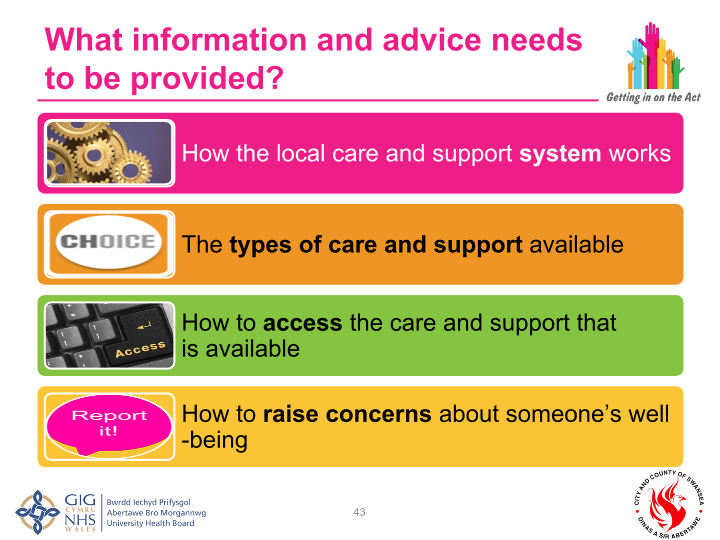 What information and advice needs
to be provided?
Getting in on the Act
How the local care and support system works
CHOICE
The types of care and support available
Access
How to access the care and support that
is available
Report
it!
How to raise concerns about someone’s well
-being
GIG
CYMRU
NHS
WALES
Bwrdd Iechyd Prifysgol
Abertawe Bro Morgannwg
University Health Board
43
CITY AND COUNTY OF SWANSEA
DINAS A SIR ABERTAWE